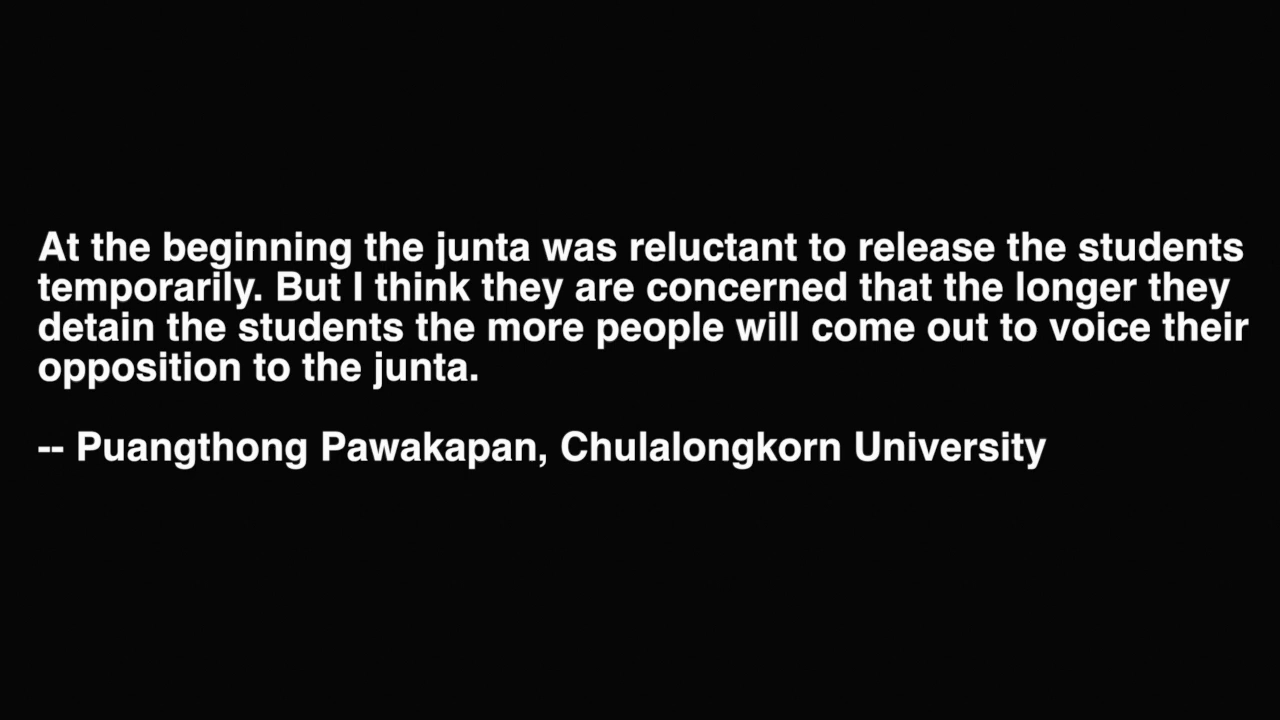 At the beginning the junta was reluctant to release the students
temporarily. But I think they are concerned that the longer they
detain the students the more people will come out to voice their
opposition to the junta.
-- Puangthong Pawakapan, Chulalongkorn University